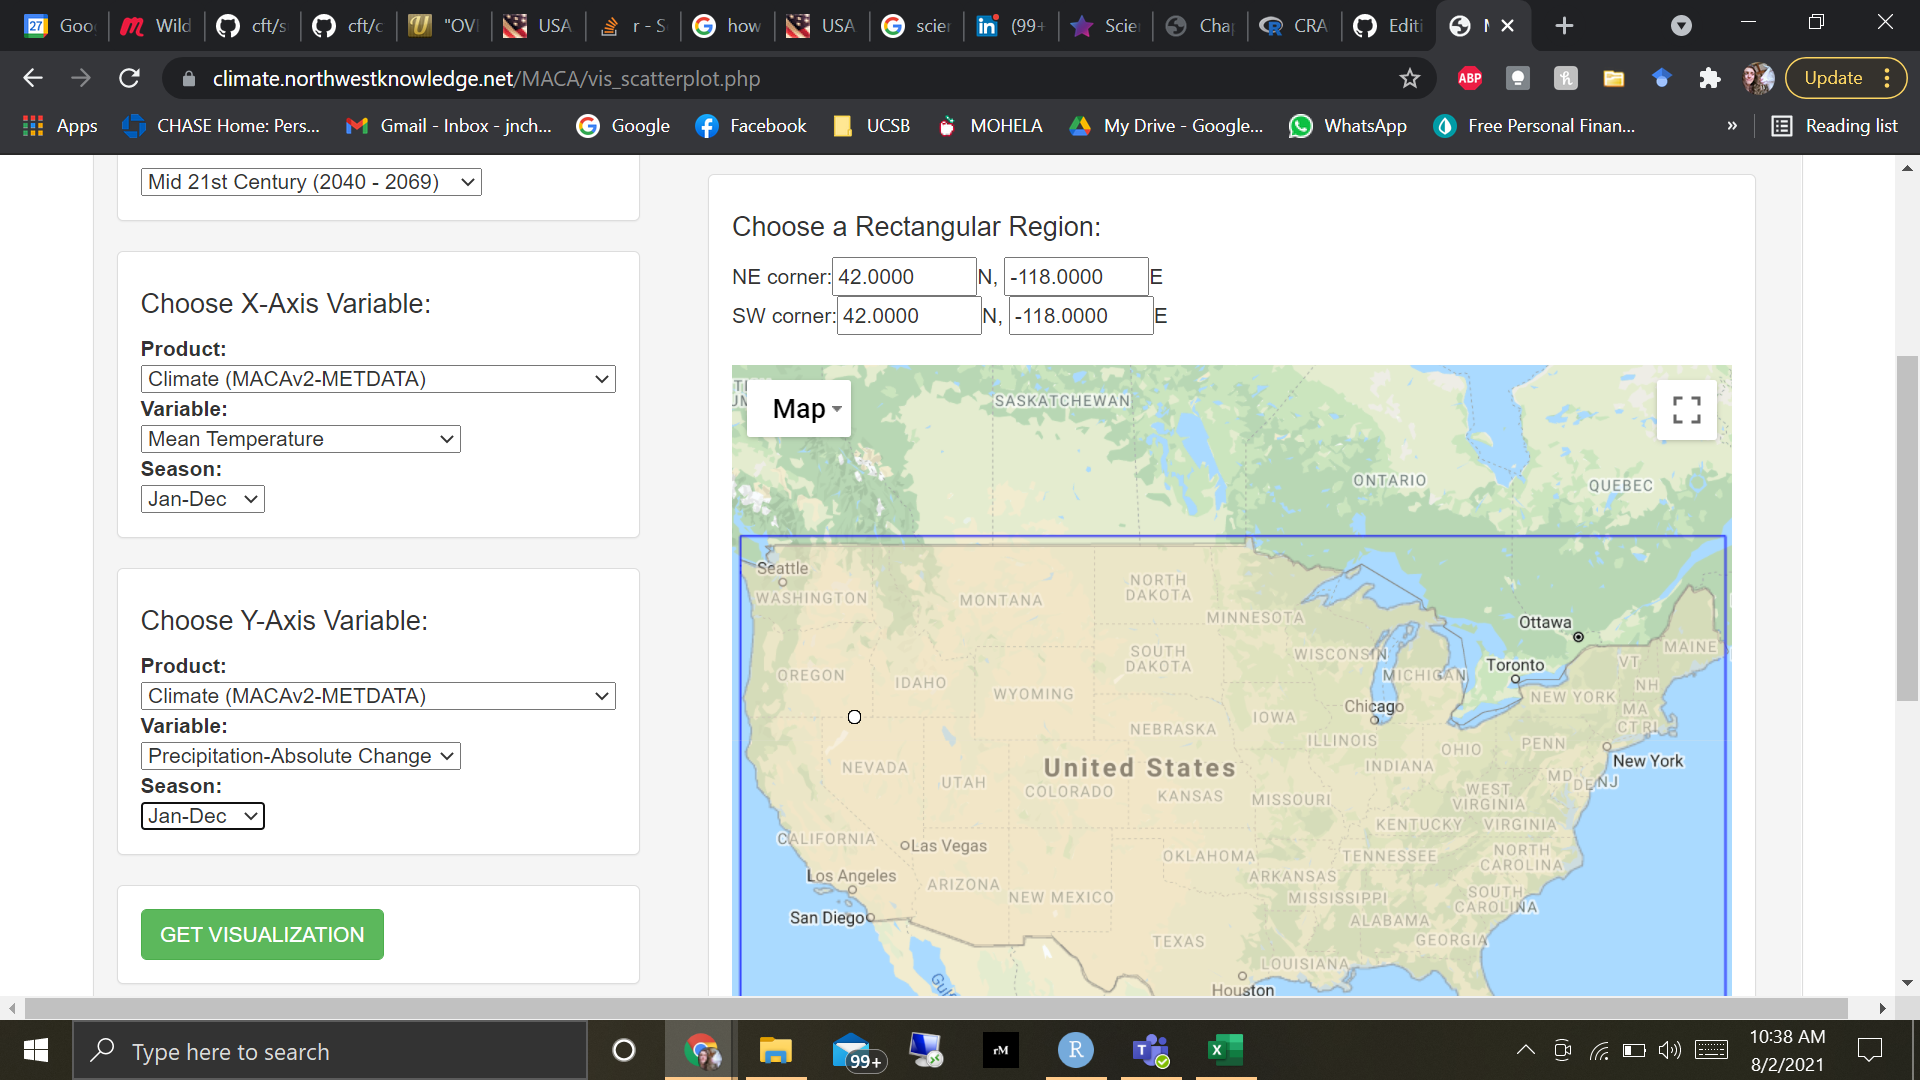 27 Goo
Wild
cft/s
cft/c
"OV
USA
r - S
how
USA
scie
(99+
Scie
Cha
CRA
Editi
climate.northwestknowledge.net/MACA/vis_scatterplot.php
ABP
Update
Apps
CHASE Home: Pers...
Gmail - Inbox - jnch...
Google
Facebook
UCSB
MOHELA
My Drive - Google...
WhatsApp
Free Personal Finan...
»
Reading list
Mid 21st Century (2040 - 2069)
Choose X-Axis Variable:
Product:
Climate (MACAv2-METDATA)
Variable:
Mean Temperature
Season:
Jan-Dec
Choose Y-Axis Variable:
Product:
Climate (MACAv2-METDATA)
Variable:
Precipitation-Absolute Change
Season:
Jan-Dec
GET VISUALIZATION
Choose a Rectangular Region:
NE corner: 42.0000 N, -118.0000 E
SW corner: 42.0000 N, -118.0000 E
Map
SASKATCHEWAN
ONTARIO
QUEBEC
Seattle
WASHINGTON
MONTANA
NORTH
DAKOTA
MINNESOTA
Ottawa
OREGON
IDAHO
WYOMING
SOUTH
DAKOTA
WISCONSIN
MICHIGAN
Toronto
VT
MAINE
NH
NEW YORK
MA
CT RI
Chicago
IOWA
NEBRASKA
ILLINOIS
OHIO
PENN
New York
NEVADA
UTAH
United States
COLORADO
KANSAS
MISSOURI
INDIANA
WEST
VIRGINIA
MD
DE
NJ
KENTUCKY
VIRGINIA
CALIFORNIA
Las Vegas
OKLAHOMA
TENNESSEE
NORTH
CAROLINA
Los Angeles
ARIZONA
NEW MEXICO
ARKANSAS
MISSISSIPPI
SOUTH
CAROLINA
San Diego
ALABAMA
GEORGIA
TEXAS
LOUISIANA
Houston
Type here to search
99+
rM
R
T
X
10:38 AM
8/2/2021